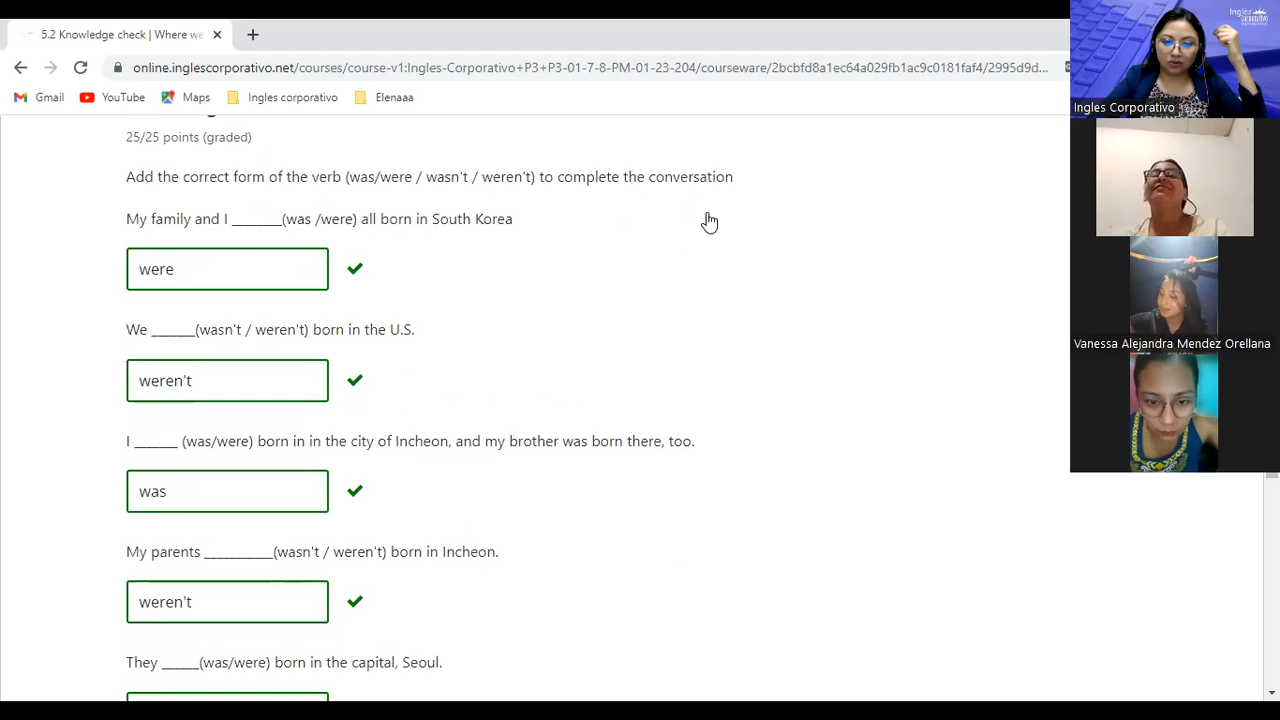 5.2 Knowledge check | Where we
online.inglescorporativo.net/courses/course-v1:Ingles-Corporativo+P3+P3-01-7-8-PM-01-23-204/courseware/2bcbfd8a1ec64a029fb1ac9c0181faf4/2995d9d...
Gmail YouTube Maps Ingles corporativo Elenaaa
25/25 points (graded)
Add the correct form of the verb (was/were / wasn't / weren't) to complete the conversation
My family and I ________(was /were) all born in South Korea
were
We _______(wasn't / weren't) born in the U.S.
weren't
I _______ (was/were) born in in the city of Incheon, and my brother was born there, too.
was
My parents ___________(wasn't / weren't) born in Incheon.
weren't
They ______(was/were) born in the capital, Seoul.
Ingles
Ingles Corporativo
Vanessa Alejandra Mendez Orellana